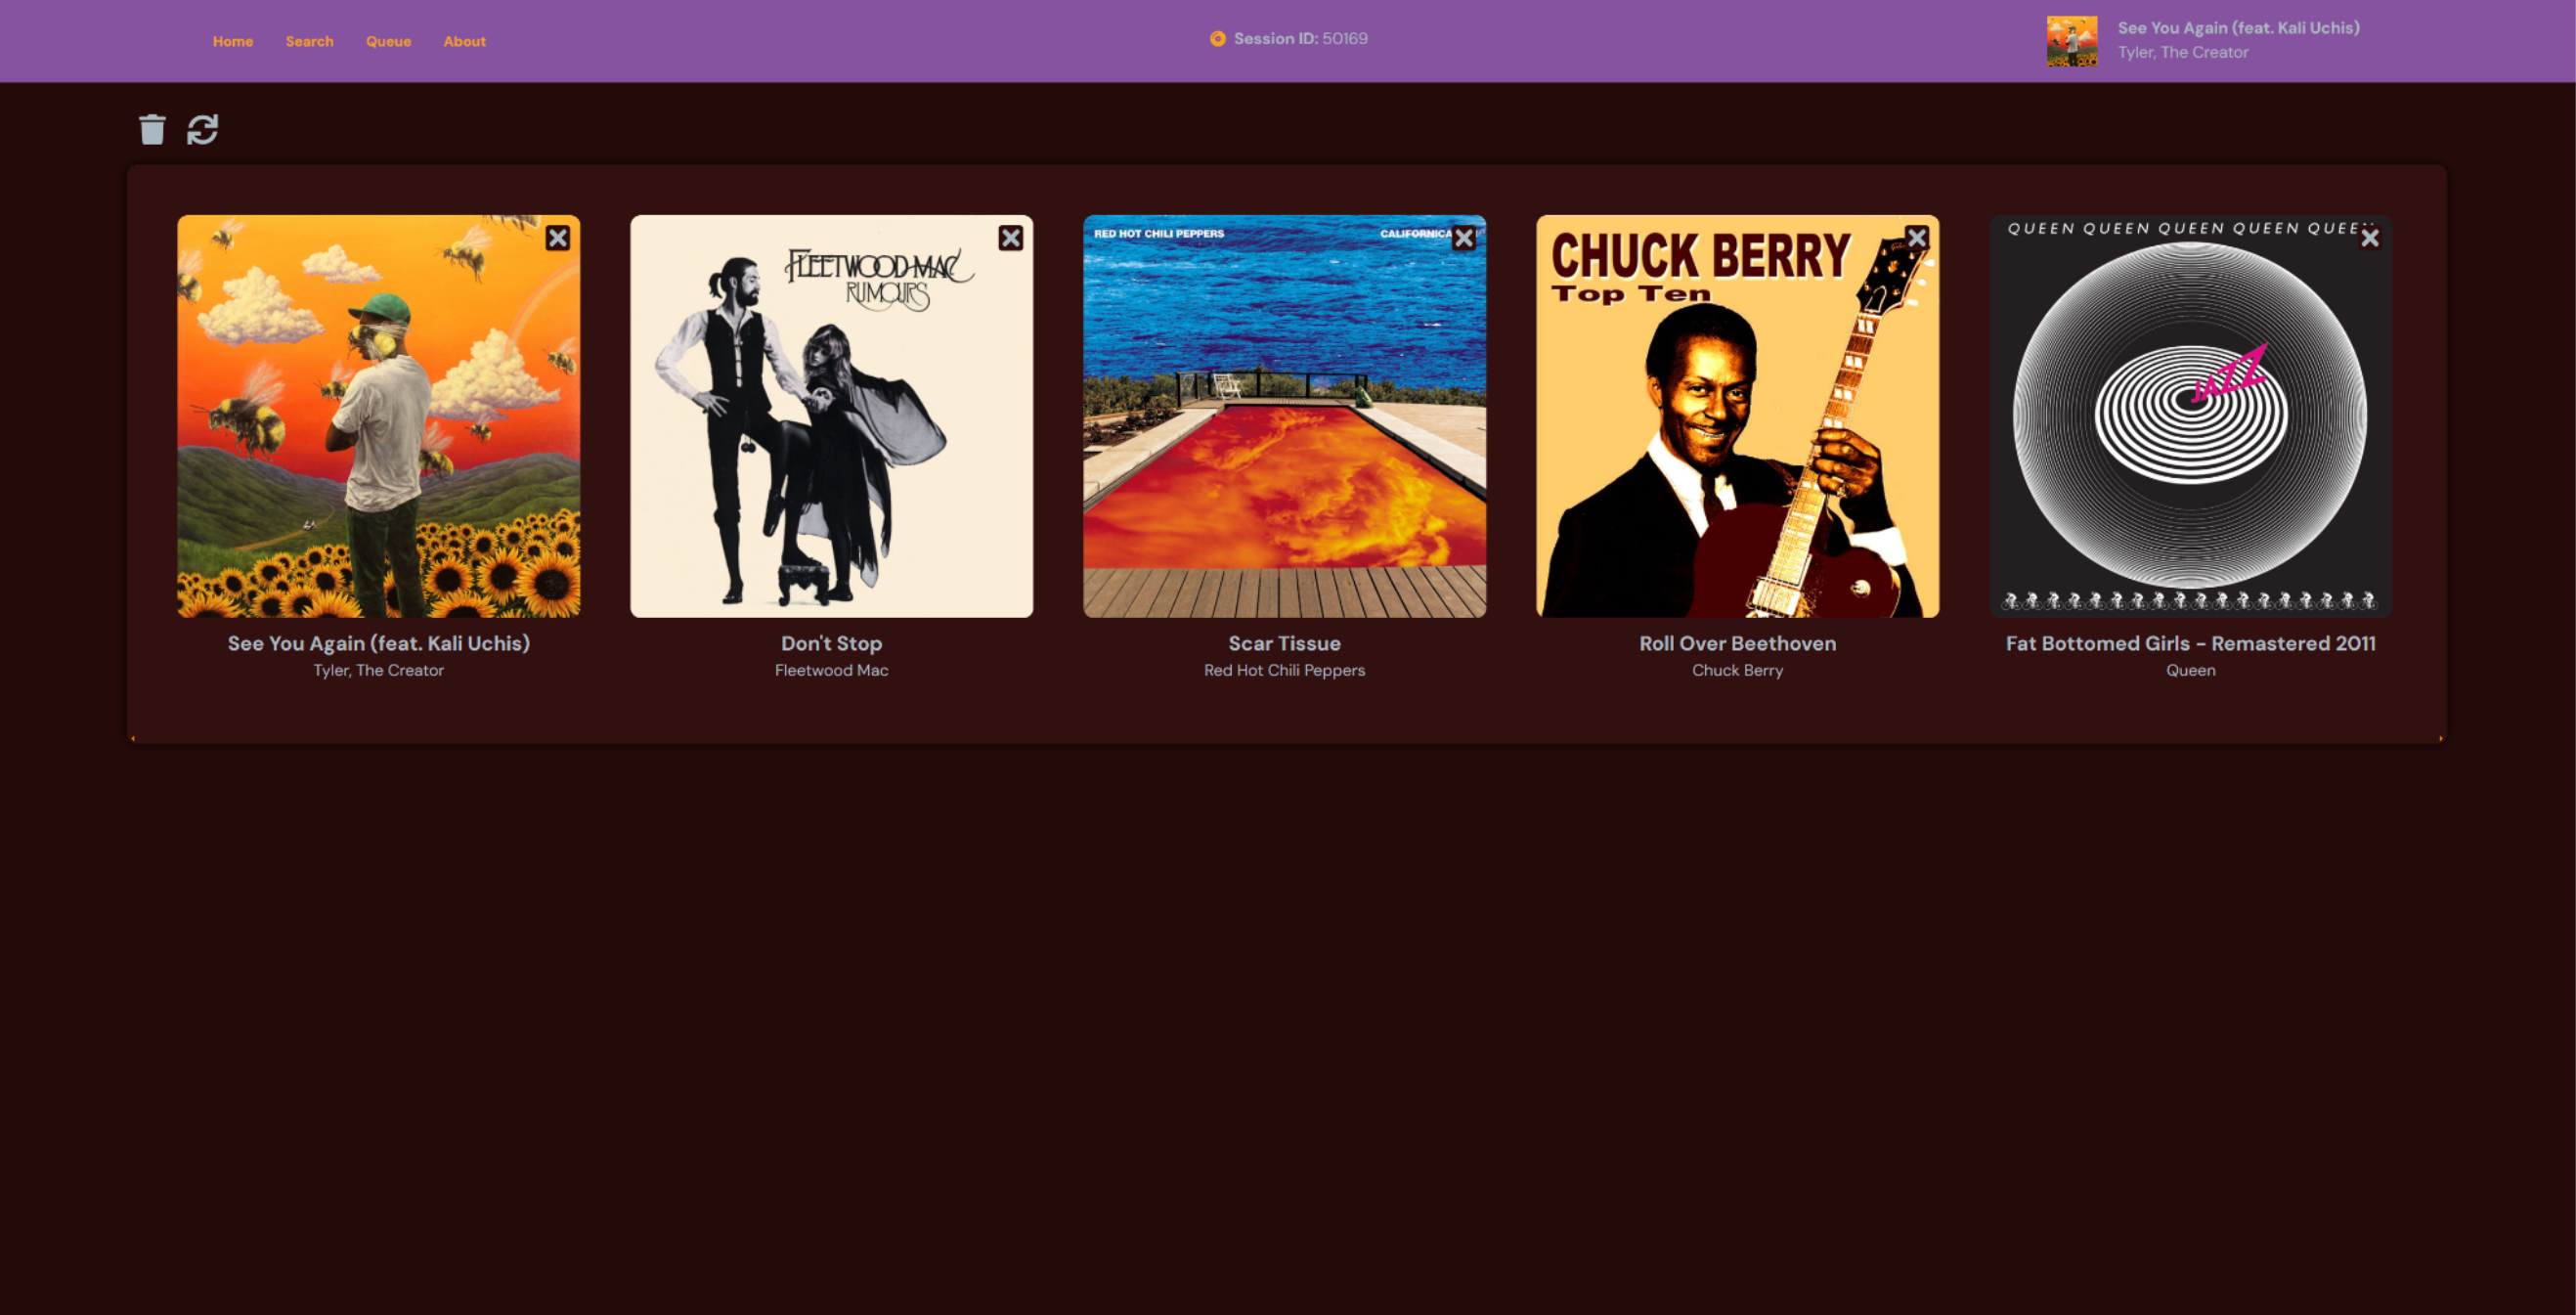 Home Search Queue About
Session ID: 50169
See You Again (feat. Kali Uchis)
Tyler, The Creator
FLEETWOOD MAC
RUMOURS
RED HOT CHILI PEPPERS
CHUCK BERRY
Top Ten
QUEEN QUEEN QUEEN QUEEN
JAZZ
See You Again (feat. Kali Uchis)
Tyler, The Creator
Don't Stop
Fleetwood Mac
Scar Tissue
Red Hot Chili Peppers
Roll Over Beethoven
Chuck Berry
Fat Bottomed Girls - Remastered 2011
Queen